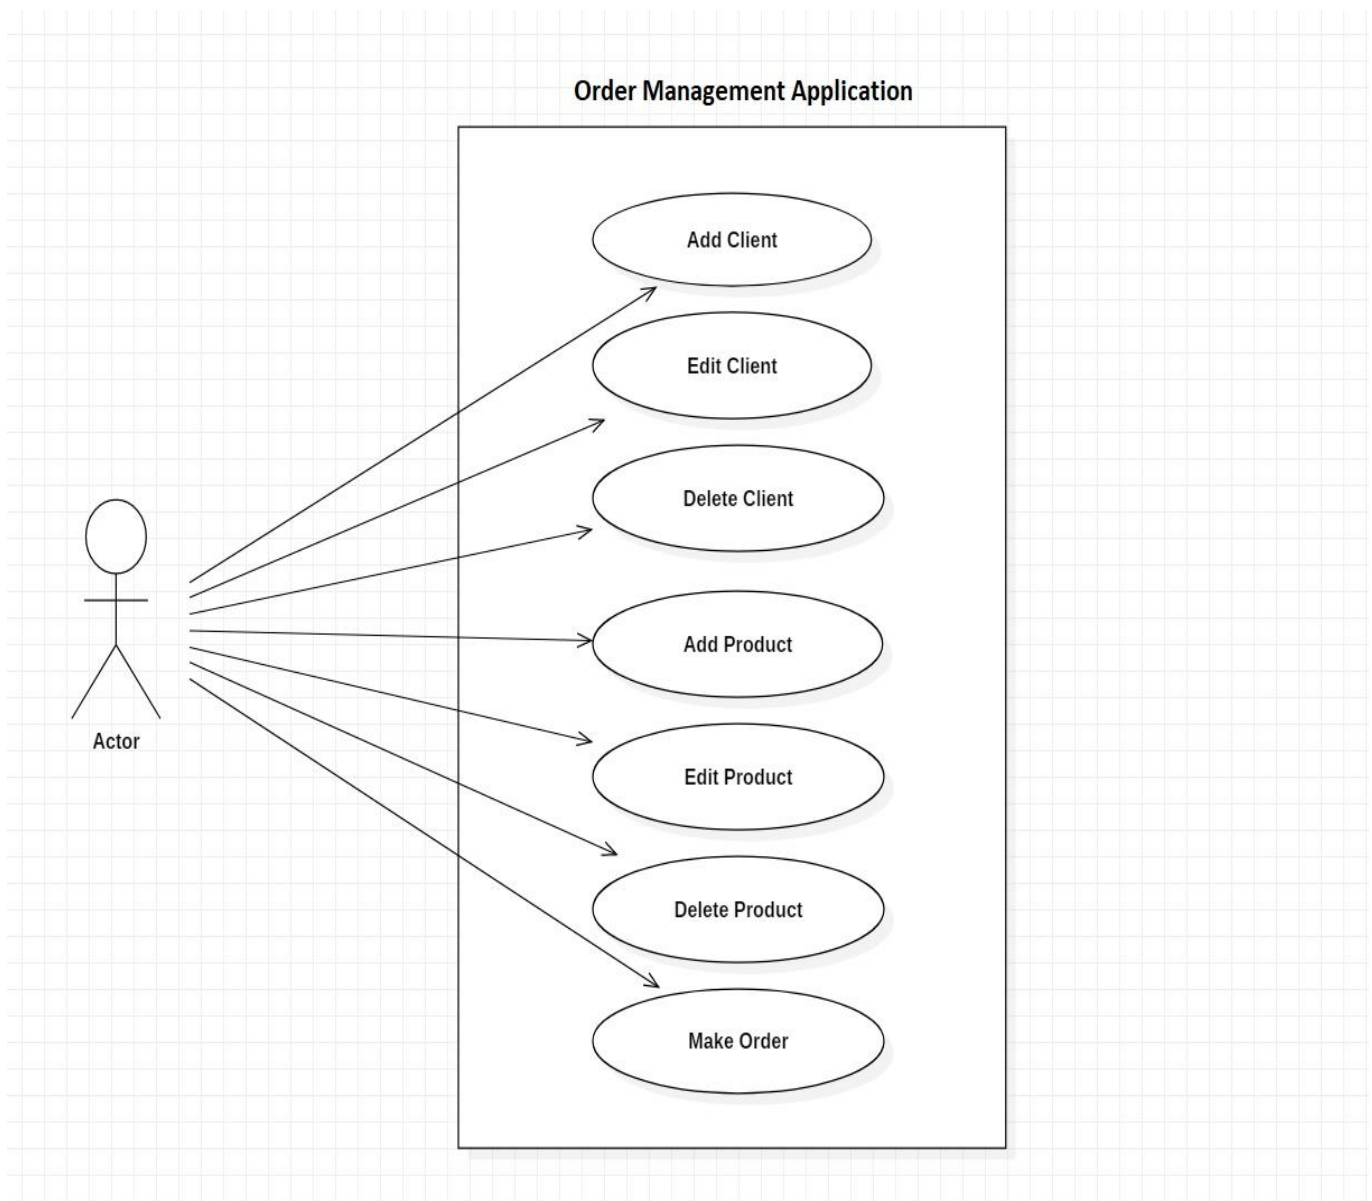 Order Management Application
Add Client
Edit Client
Delete Client
Add Product
Actor
Edit Product
Delete Product
Make Order